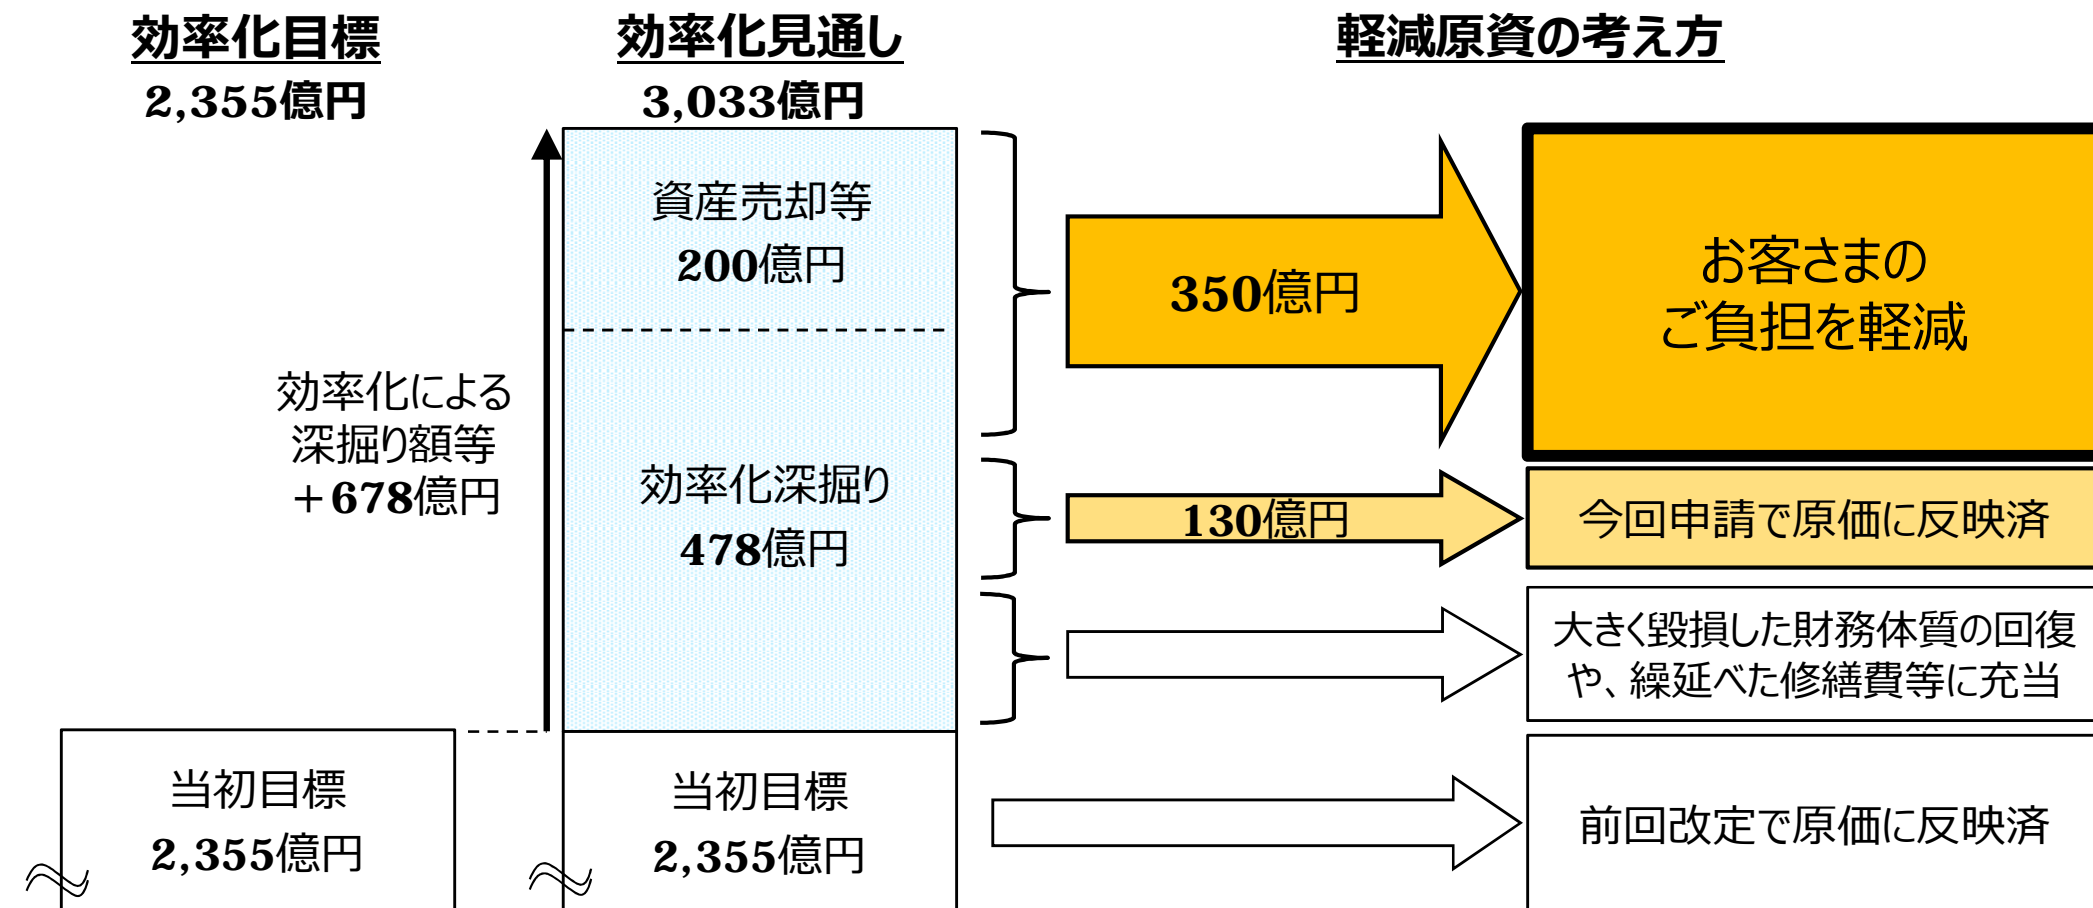 効率化目標
2,355億円
効率化見通し
3,033億円
軽減原資の考え方
資産売却等
200億円
効率化深掘り
478億円
効率化による
深掘り額等
＋678億円
当初目標
2,355億円
当初目標
2,355億円
350億円
お客さまの
ご負担を軽減
130億円
今回申請で原価に反映済
大きく毀損した財務体質の回復
や、繰延べた修繕費等に充当
前回改定で原価に反映済